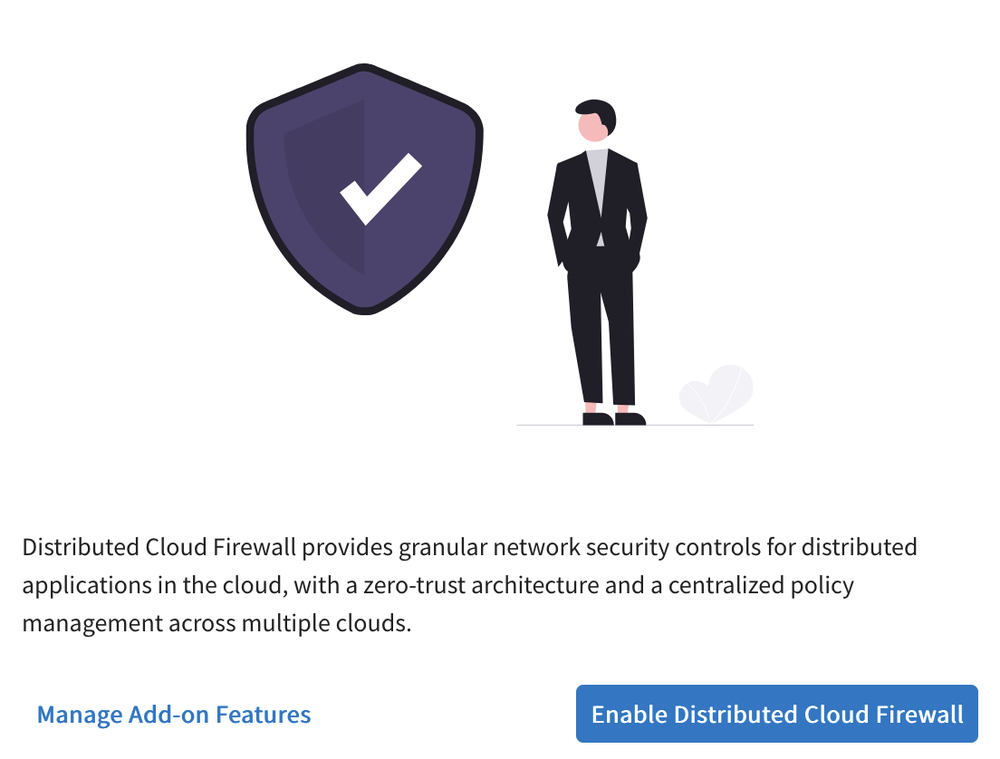 Distributed Cloud Firewall provides granular network security controls for distributed
applications in the cloud, with a zero-trust architecture and a centralized policy
management across multiple clouds.
Manage Add-on Features
Enable Distributed Cloud Firewall